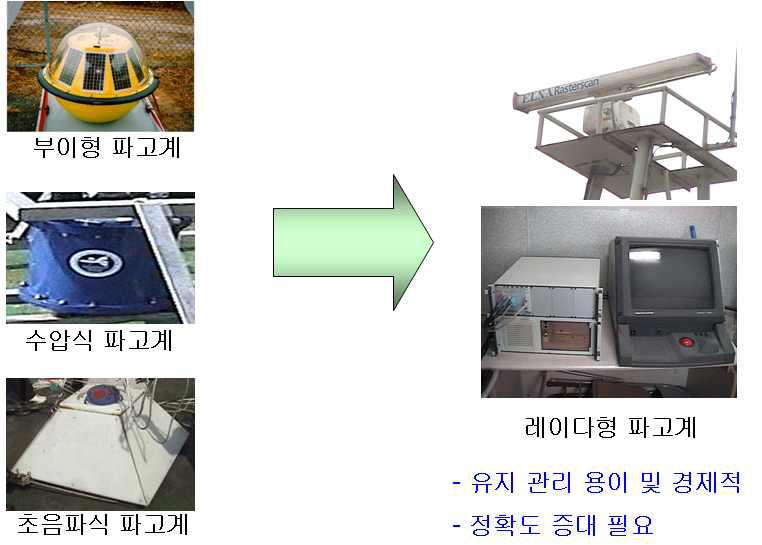 부이형 파고계
수압식 파고계
초음파식 파고계
ELNA Rasterscan
레이다형 파고계
- 유지 관리 용이 및 경제적
- 정확도 증대 필요